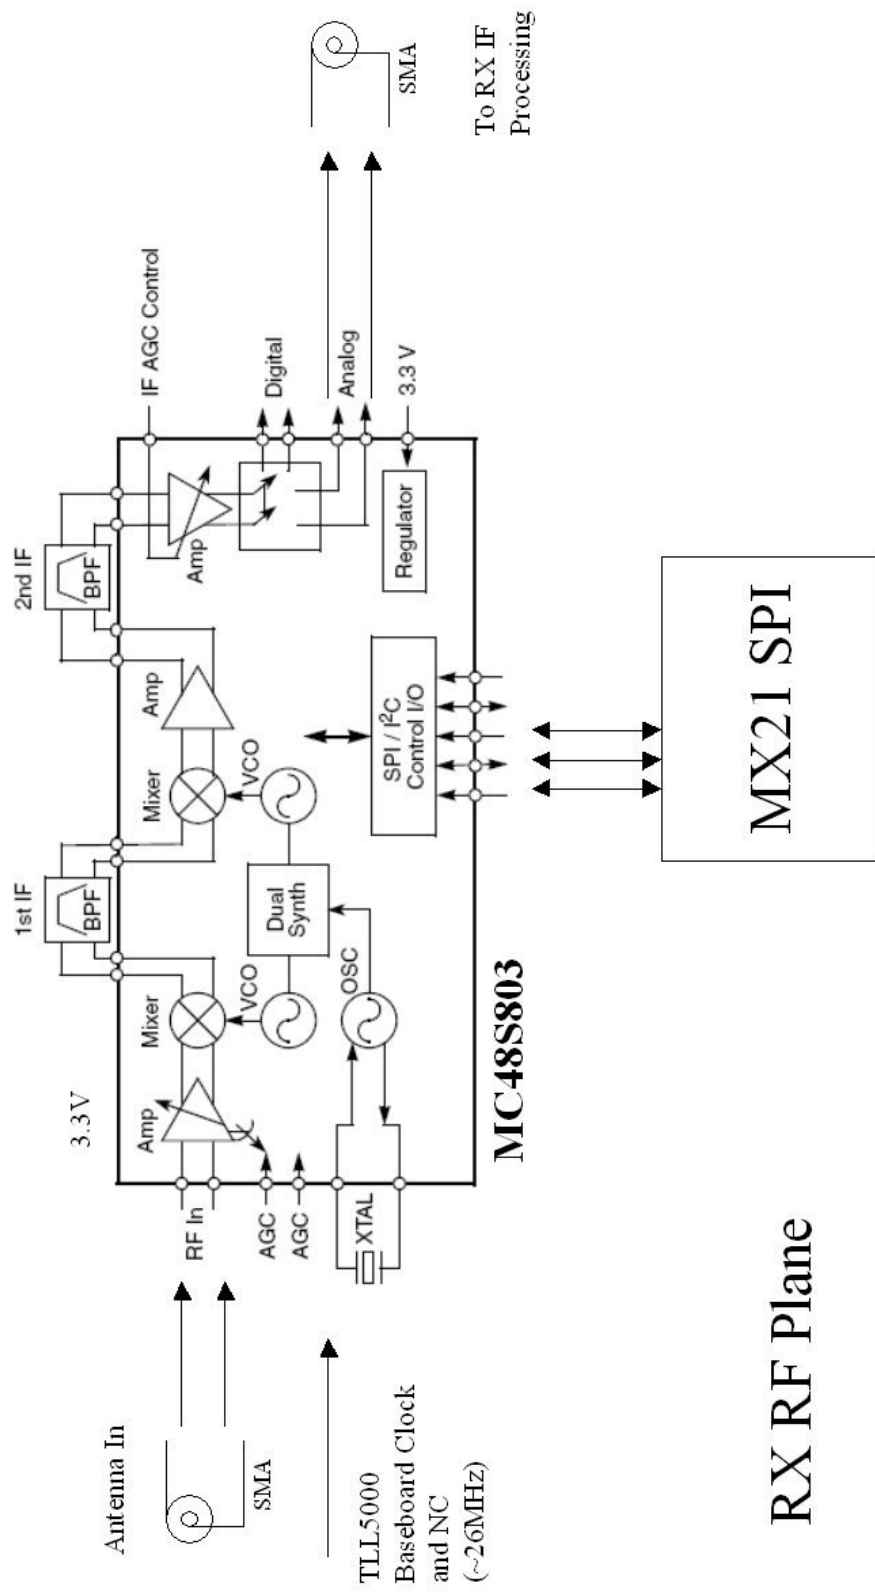 Antenna In
SMA
TLL5000
Baseboard Clock
and NC
(~26MHz)
3.3V
RF In
AGC
AGC
XTAL
Amp
Mixer
VCO
OSC
Dual
Synth
1st IF
BPF
Mixer
VCO
Amp
2nd IF
BPF
Amp
IF AGC Control
Digital
Analog
3.3 V
Regulator
SPI / I²C
Control I/O
MC48S803
SMA
To RX IF
Processing
MX21 SPI
RX RF Plane